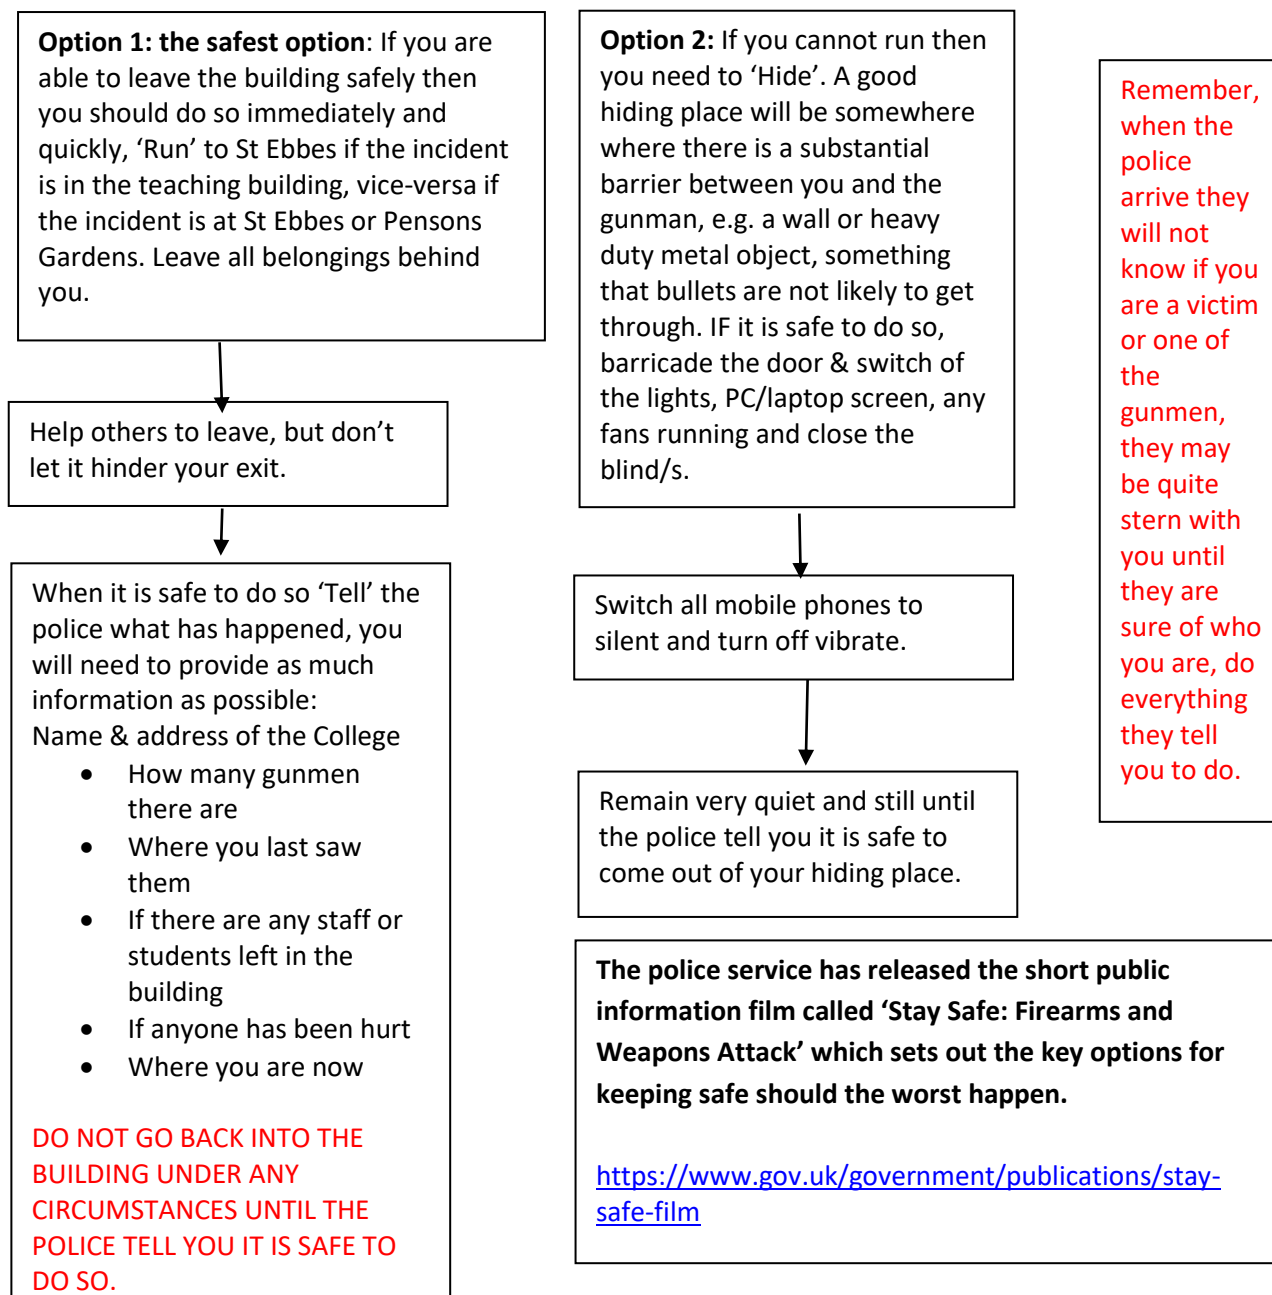 Option 1: the safest option: If you are
able to leave the building safely then
you should do so immediately and
quickly, ‘Run’ to St Ebbes if the incident
is in the teaching building, vice-versa if
the incident is at St Ebbes or Pensons
Gardens. Leave all belongings behind
you.
Help others to leave, but don’t
let it hinder your exit.
When it is safe to do so ‘Tell’ the
police what has happened, you
will need to provide as much
information as possible:
Name & address of the College
• How many gunmen
there are
• Where you last saw
them
• If there are any staff or
students left in the
building
• If anyone has been hurt
• Where you are now
DO NOT GO BACK INTO THE
BUILDING UNDER ANY
CIRCUMSTANCES UNTIL THE
POLICE TELL YOU IT IS SAFE TO
DO SO.
Option 2: If you cannot run then
you need to ‘Hide’. A good
hiding place will be somewhere
where there is a substantial
barrier between you and the
gunman, e.g. a wall or heavy
duty metal object, something
that bullets are not likely to get
through. IF it is safe to do so,
barricade the door & switch of
the lights, PC/laptop screen, any
fans running and close the
blind/s.
Switch all mobile phones to
silent and turn off vibrate.
Remain very quiet and still until
the police tell you it is safe to
come out of your hiding place.
The police service has released the short public
information film called ‘Stay Safe: Firearms and
Weapons Attack’ which sets out the key options for
keeping safe should the worst happen.
https://www.gov.uk/government/publications/stay-
safe-film
Remember,
when the
police
arrive they
will not
know if you
are a victim
or one of
the
gunmen,
they may
be quite
stern with
you until
they are
sure of who
you are, do
everything
they tell
you to do.